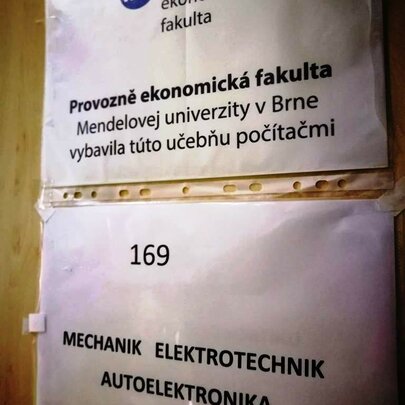 fakulta
Provozně ekonomická fakulta
Mendelovej univerzity v Brne
vybavila túto učebňu počítačmi
169
MECHANIK ELEKTROTECHNIK
AUTOELEKTRONIKA